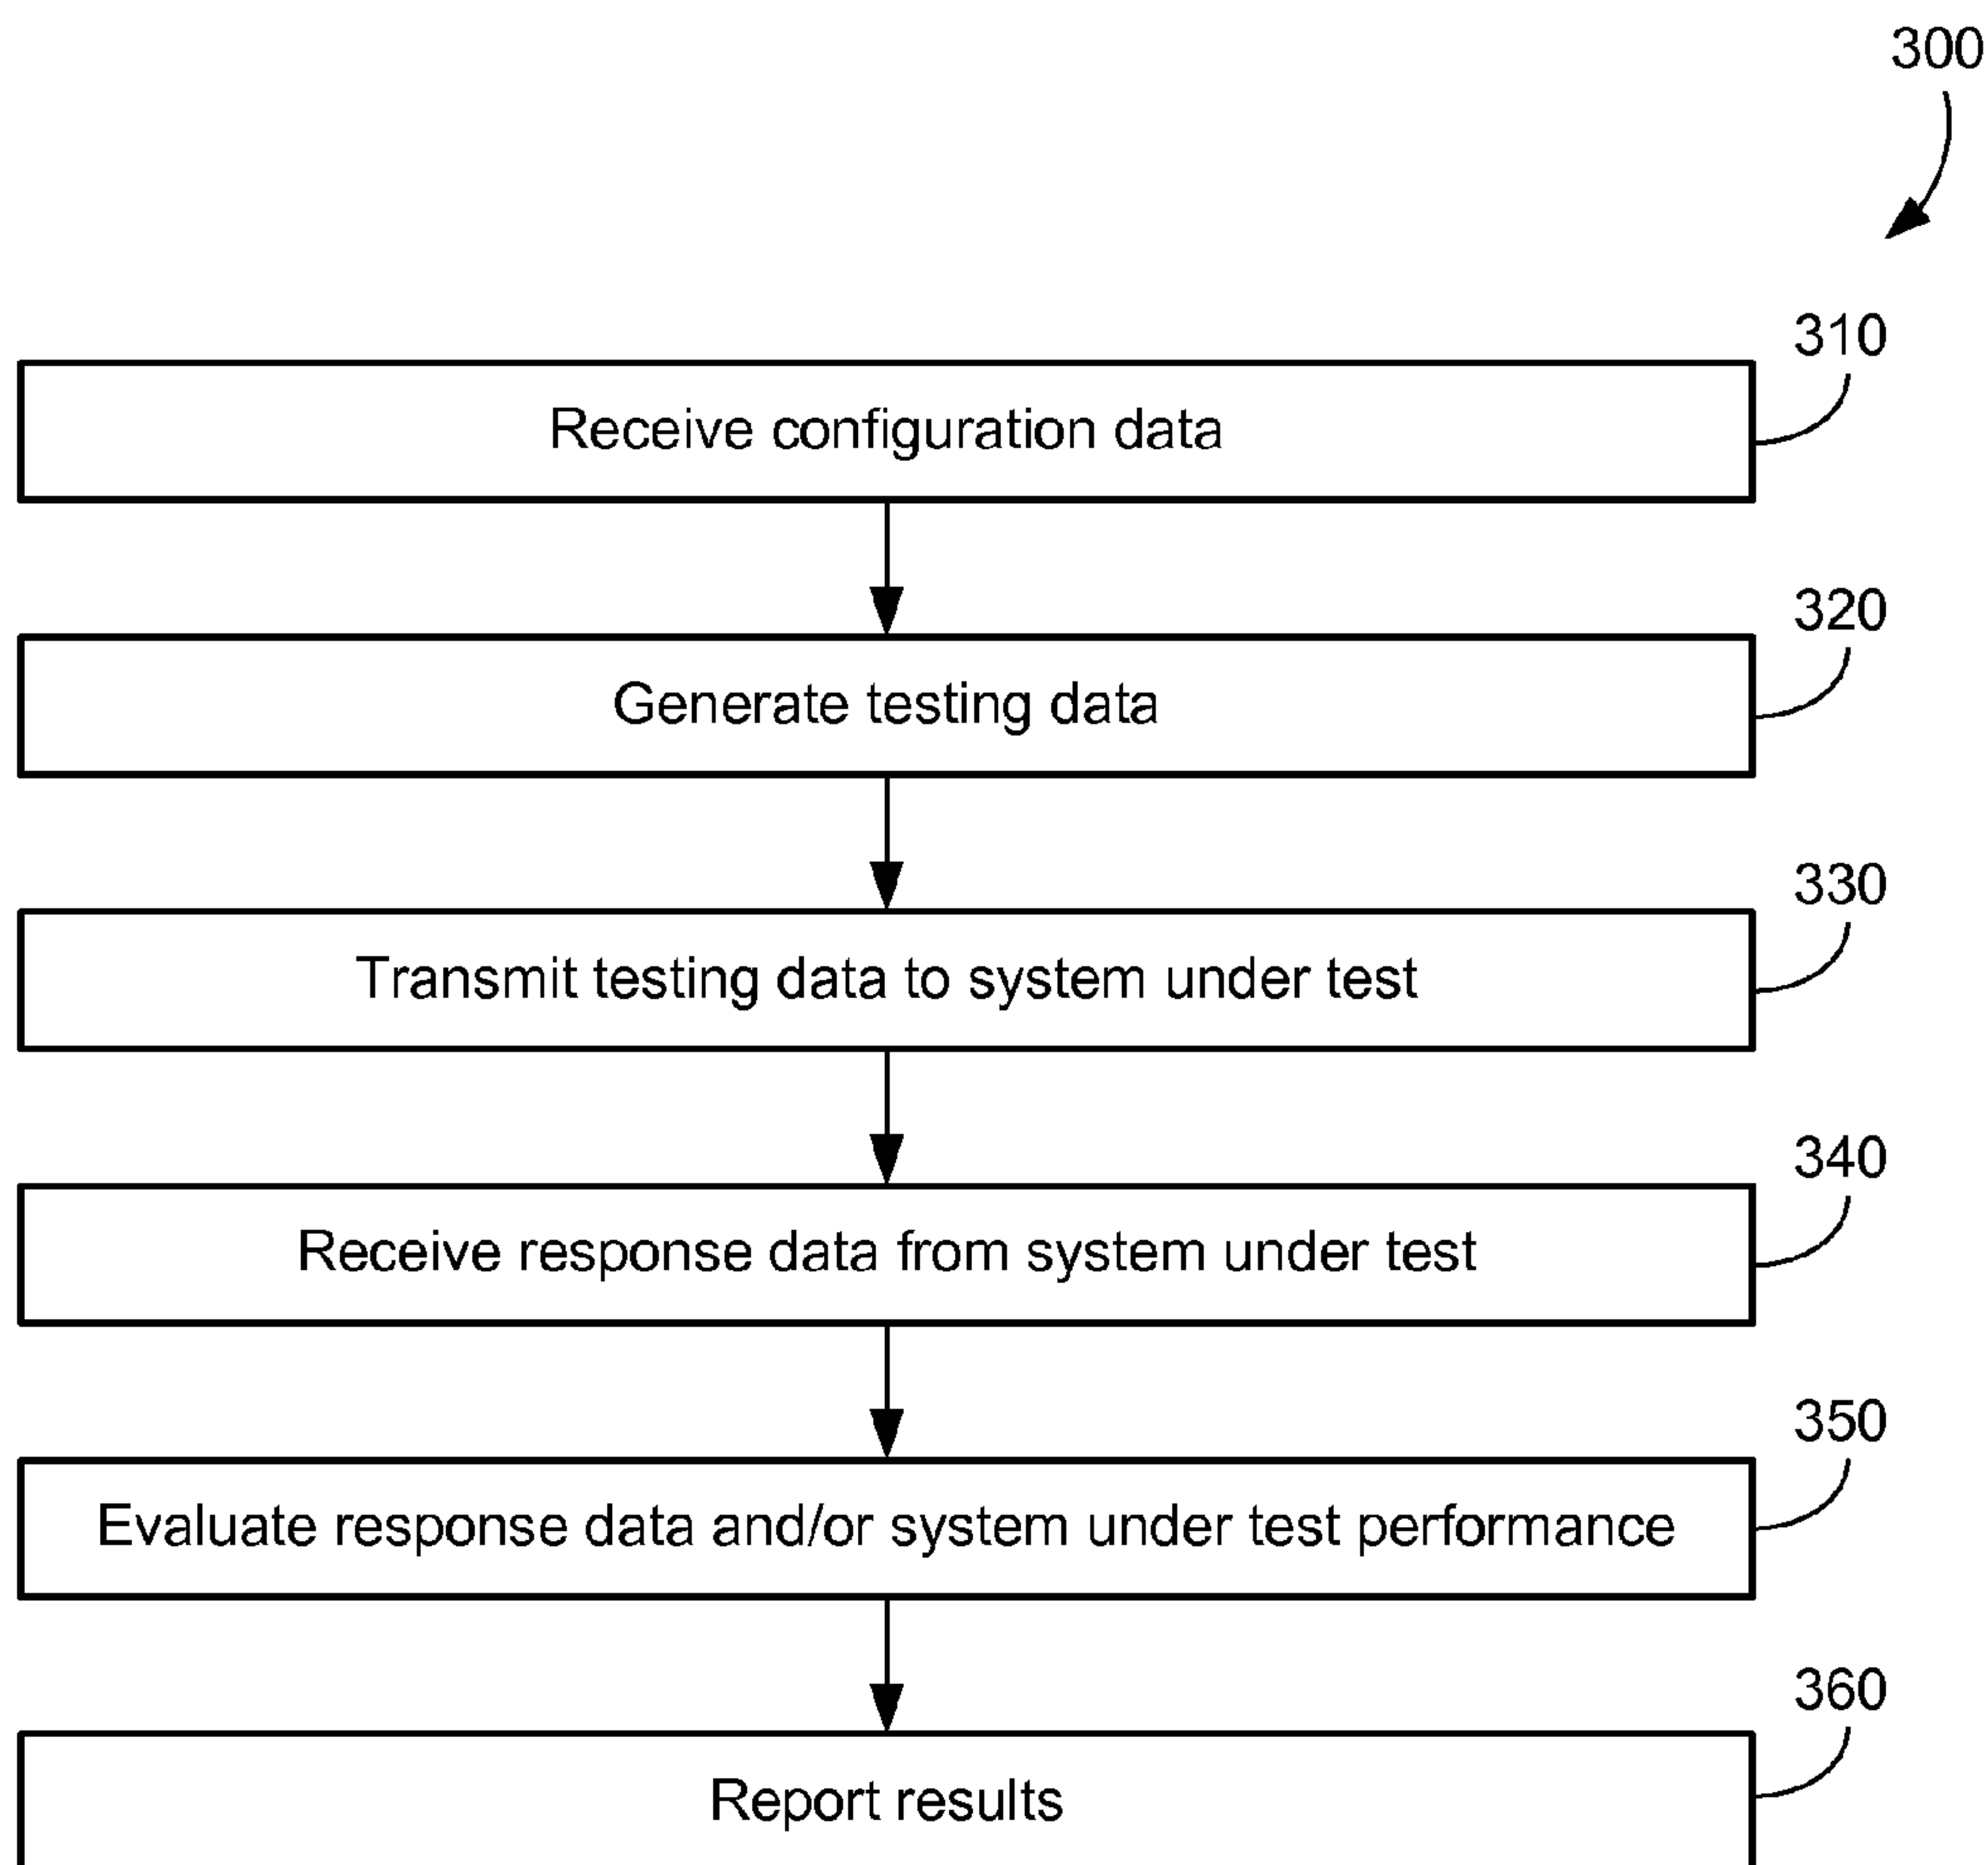 300
310
Receive configuration data
320
Generate testing data
330
Transmit testing data to system under test
340
Receive response data from system under test
350
Evaluate response data and/or system under test performance
360
Report results